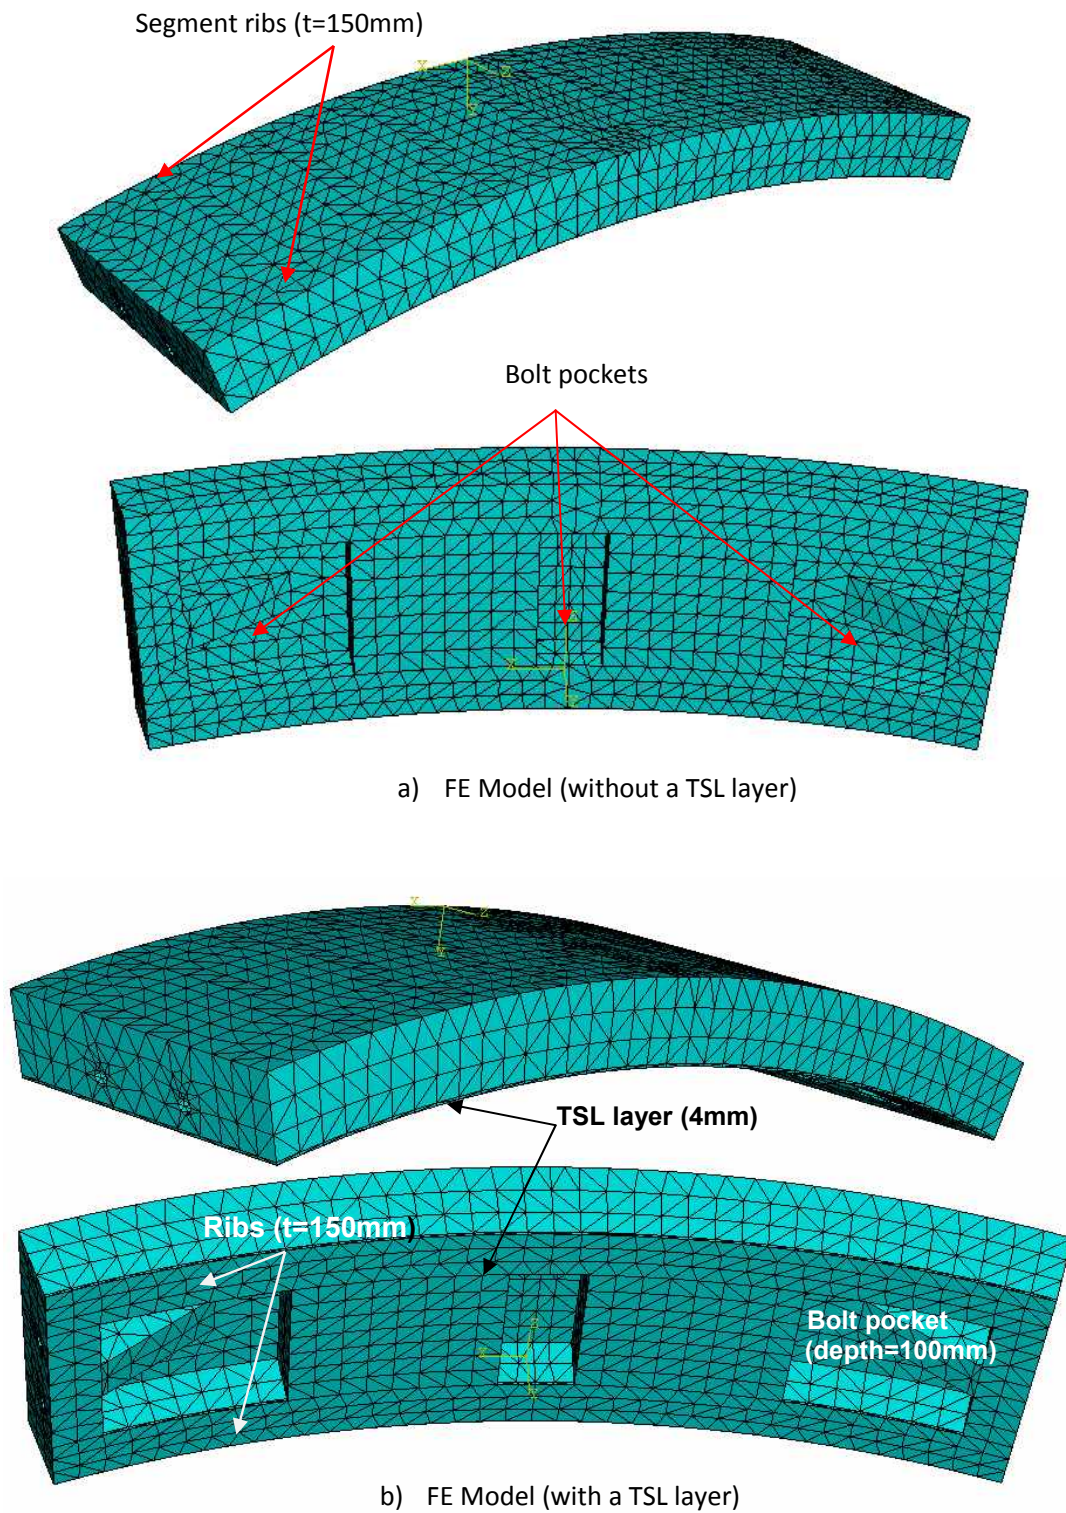 Segment ribs (t=150mm)
X
Z
Bolt pockets
X
a) FE Model (without a TSL layer)
X
Z
TSL layer (4mm)
Ribs (t=150mm)
Bolt pocket
(depth=100mm)
X
b) FE Model (with a TSL layer)